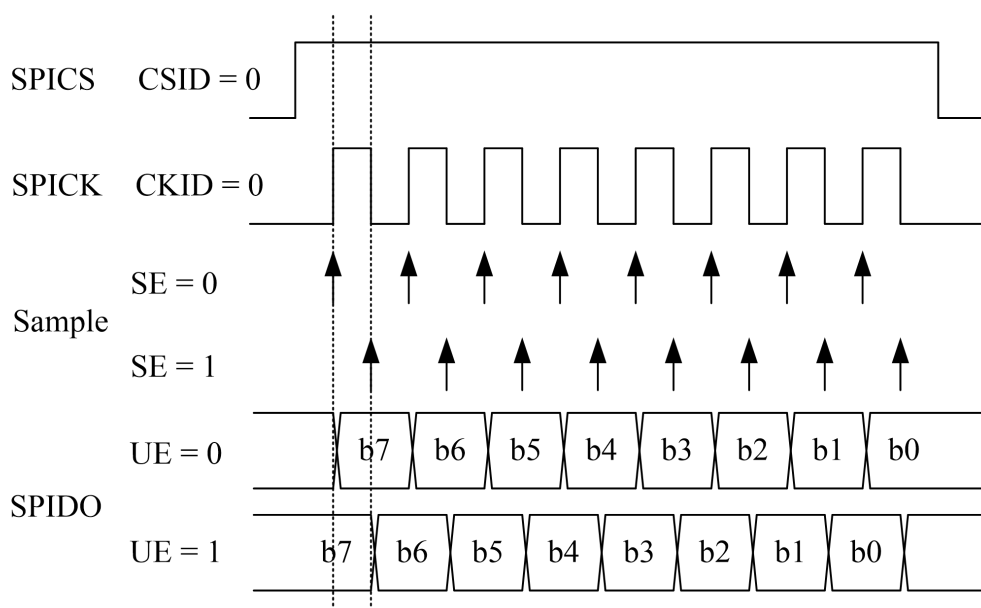 SPICS CSID = 0
SPICK CKID = 0
Sample
SE = 0
SE = 1
SPIDO
UE = 0 b7 b6 b5 b4 b3 b2 b1 b0
UE = 1 b7 b6 b5 b4 b3 b2 b1 b0